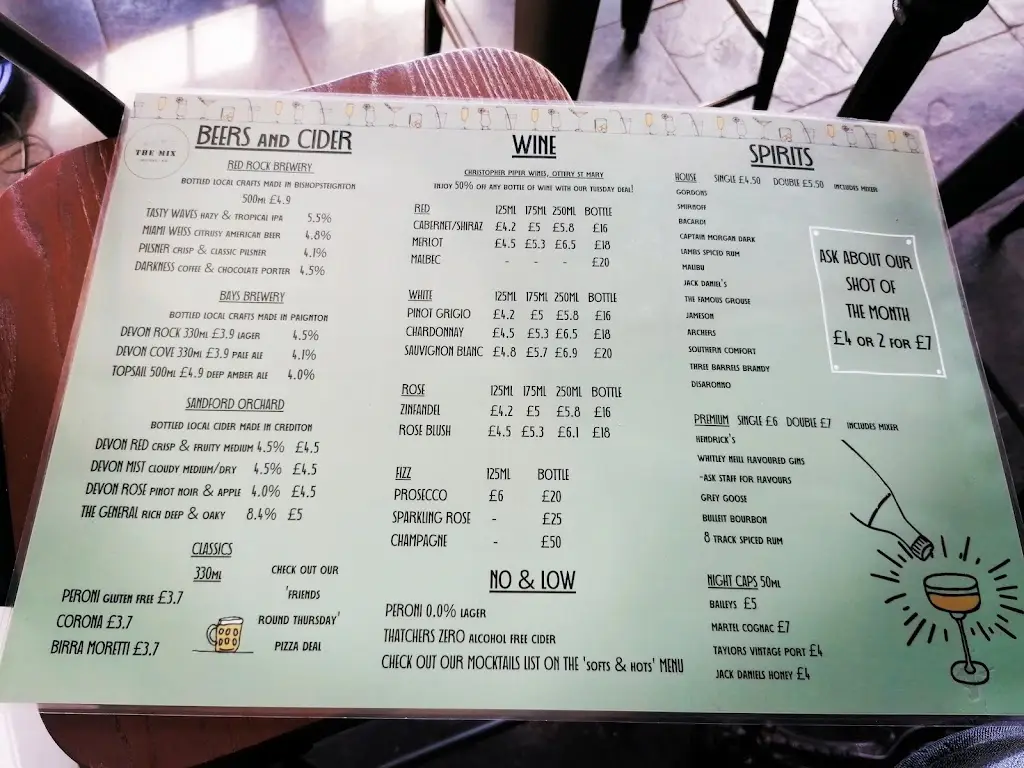 THE MIX
BEERS AND CIDER
RED ROCK BREWERY
BOTTLED LOCAL CRAFTS MADE IN BISHOPSTEIGNTON
500ML £4.9
TASTY WAVES HAZY & TROPICAL IPA 5.5%
MIAMI WEISS CITRUSY AMERICAN BEER 4.8%
PILSNER CRISP & CLASSIC PILSNER 4.1%
DARKNESS COFFEE & CHOCOLATE PORTER 4.5%
BAYS BREWERY
BOTTLED LOCAL CRAFTS MADE IN PAIGNTON
DEVON ROCK 330ML £3.9 LAGER 4.5%
DEVON COVE 330ML £3.9 PALE ALE 4.1%
TOPSAIL 500ML £4.9 DEEP AMBER ALE 4.0%
SANDFORD ORCHARD
BOTTLED LOCAL CIDER MADE IN CREDITON
DEVON RED CRISP & FRUITY MEDIUM 4.5% £4.5
DEVON MIST CLOUDY MEDIUM/DRY 4.5% £4.5
DEVON ROSE PINOT NOIR & APPLE 4.0% £4.5
THE GENERAL RICH DEEP & OAKY 8.4% £5
CLASSICS
330ML
PERONI GLUTEN FREE £3.7
CORONA £3.7
BIRRA MORETTI £3.7
CHECK OUT OUR
'FRIENDS
ROUND THURSDAY'
PIZZA DEAL
WINE
CHRISTOPHER PIPER WINES, OTTERY ST MARY
ENJOY 50% OFF ANY BOTTLE OF WINE WITH OUR TUESDAY DEAL!
RED 125ML 175ML 250ML BOTTLE
CABERNET/SHIRAZ £4.2 £5 £5.8 £16
MERLOT £4.5 £5.3 £6.5 £18
MALBEC - - - £20
WHITE 125ML 175ML 250ML BOTTLE
PINOT GRIGIO £4.2 £5 £5.8 £16
CHARDONNAY £4.5 £5.3 £6.5 £18
SAUVIGNON BLANC £4.8 £5.7 £6.9 £20
ROSE 125ML 175ML 250ML BOTTLE
ZINFANDEL £4.2 £5 £5.8 £16
ROSE BLUSH £4.5 £5.3 £6.1 £18
FIZZ 125ML BOTTLE
PROSECCO £6 £20
SPARKLING ROSE - £25
CHAMPAGNE - £50
NO & LOW
PERONI 0.0% LAGER
THATCHERS ZERO ALCOHOL FREE CIDER
CHECK OUT OUR MOCKTAILS LIST ON THE 'SOFTS & HOTS' MENU
SPIRITS
HOUSE SINGLE £4.50 DOUBLE £5.50 INCLUDES MIXER
GORDONS
SMIRNOFF
BACARDI
CAPTAIN MORGAN DARK
LAMBS SPICED RUM
MALIBU
JACK DANIEL'S
THE FAMOUS GROUSE
JAMESON
ARCHERS
SOUTHERN COMFORT
THREE BARRELS BRANDY
DISARONNO
ASK ABOUT OUR
SHOT OF
THE MONTH
£4 OR 2 FOR £7
PREMIUM SINGLE £6 DOUBLE £7 INCLUDES MIXER
HENDRICK'S
WHITLEY NEILL FLAVOURED GINS
-ASK STAFF FOR FLAVOURS
GREY GOOSE
BULLEIT BOURBON
8 TRACK SPICED RUM
NIGHT CAPS 50ML
BAILEYS £5
MARTEL COGNAC £7
TAYLORS VINTAGE PORT £4
JACK DANIELS HONEY £4